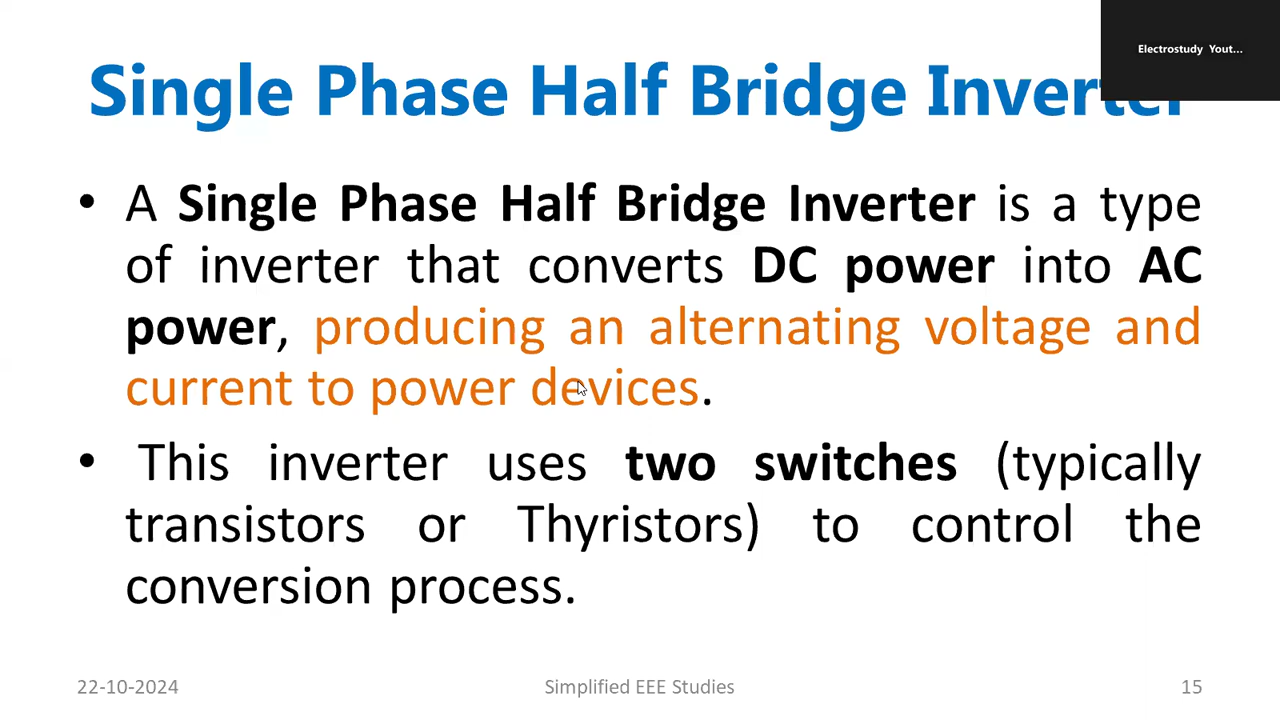 Electrostudy Yout...
Single Phase Half Bridge Inverter
• A Single Phase Half Bridge Inverter is a type
of inverter that converts DC power into AC
power, producing an alternating voltage and
current to power devices.
• This inverter uses two switches (typically
transistors or Thyristors) to control the
conversion process.
22-10-2024
Simplified EEE Studies
15